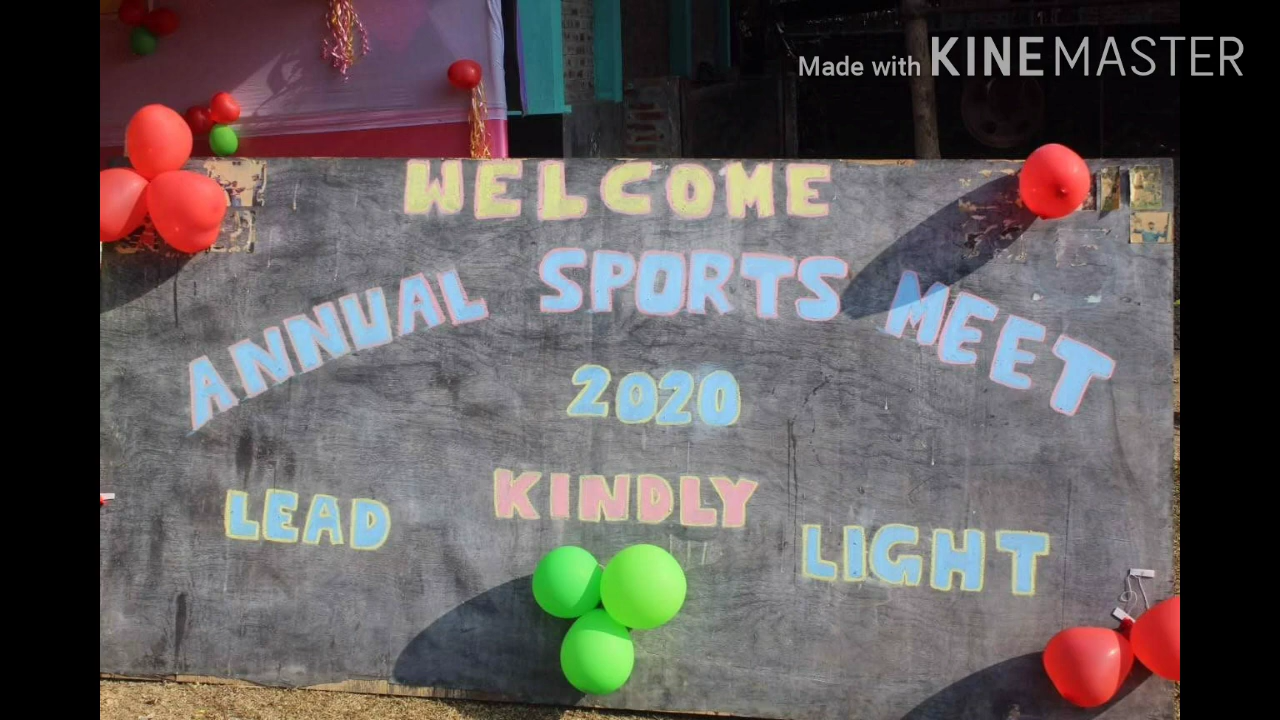 Made with KINEMASTER
WELCOME
ANNUAL SPORTS MEET
2020
LEAD KINDLY LIGHT